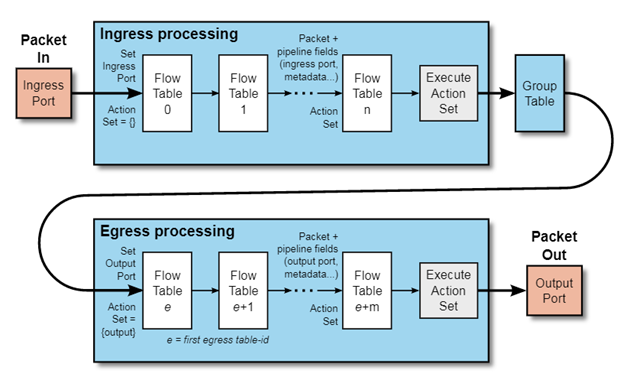 Packet
In
Ingress
Port
Ingress processing
Set
Ingress
Port
Action
Set = {}
Flow
Table
0
Flow
Table
1
Packet +
pipeline fields
(ingress port,
metadata...)
Action
Set
Flow
Table
n
Execute
Action
Set
Group
Table
Egress processing
Set
Output
Port
Action
Set =
{output}
Flow
Table
e
Flow
Table
e+1
e = first egress table-id
Packet +
pipeline fields
(output port,
metadata...)
Action
Set
Flow
Table
e+m
Execute
Action
Set
Packet
Out
Output
Port